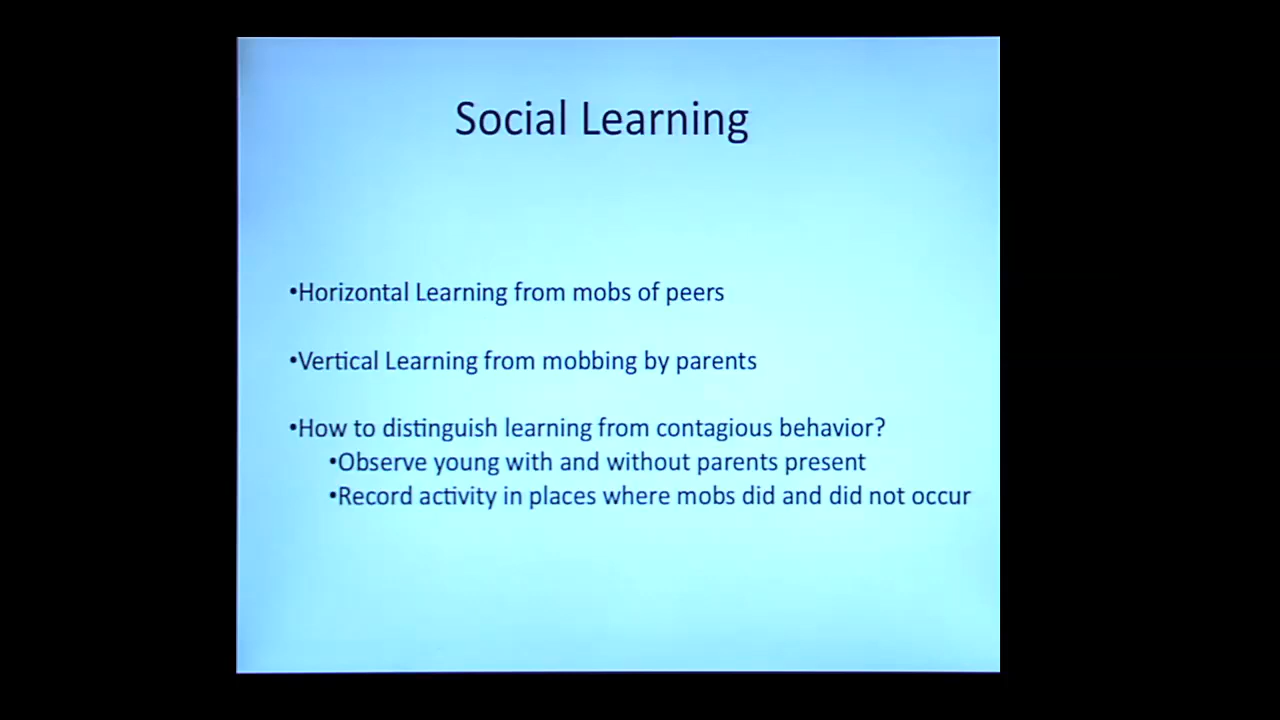 Social Learning
•Horizontal Learning from mobs of peers
•Vertical Learning from mobbing by parents
•How to distinguish learning from contagious behavior?
•Observe young with and without parents present
•Record activity in places where mobs did and did not occur